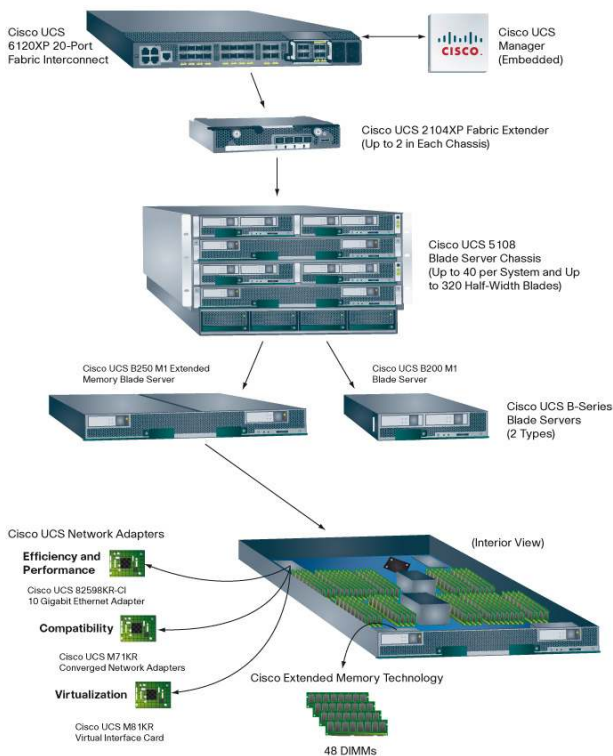 Cisco UCS
6120XP 20-Port
Fabric Interconnect
CISCO.
Cisco UCS
Manager
(Embedded)
Cisco UCS 2104XP Fabric Extender
(Up to 2 in Each Chassis)
Cisco UCS 5108
Blade Server Chassis
(Up to 40 per System and Up
to 320 Half-Width Blades)
Cisco UCS B250 M1 Extended
Memory Blade Server
Cisco UCS B200 M1
Blade Server
Cisco UCS B-Series
Blade Servers
(2 Types)
Cisco UCS Network Adapters
(Interior View)
Efficiency and
Performance
Cisco UCS 82598KR-CI
10 Gigabit Ethernet Adapter
Compatibility
Cisco UCS M71KR
Converged Network Adapters
Virtualization
Cisco UCS M81KR
Virtual Interface Card
Cisco Extended Memory Technology
48 DIMMs